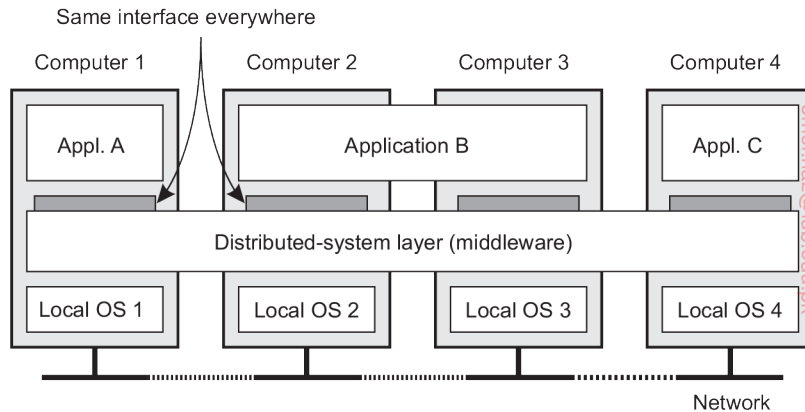 Same interface everywhere
Computer 1
Computer 2
Computer 3
Computer 4
Appl. A
Application B
Appl. C
Distributed-system layer (middleware)
Local OS 1
Local OS 2
Local OS 3
Local OS 4
Network